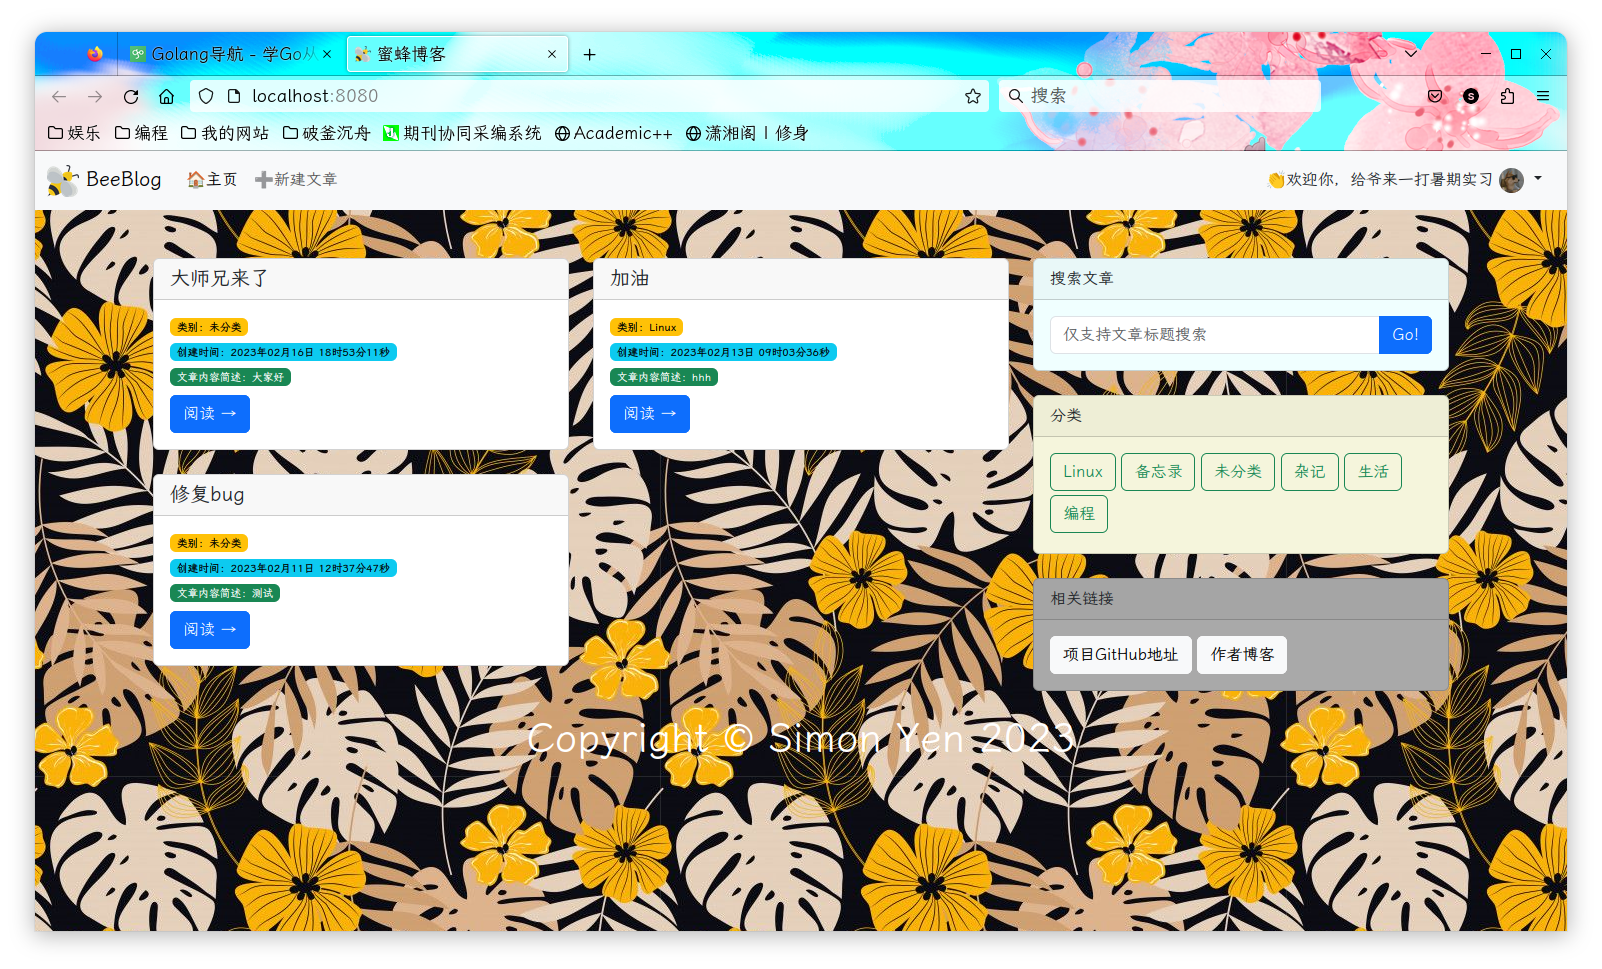 Golang导航 - 学Go从
蜜蜂博客
localhost:8080
搜索
娱乐 编程 我的网站 破釜沉舟 期刊协同采编系统 Academic++ 潇湘阁丨修身
BeeBlog 🏠主页 ➕新建文章
👏欢迎你，给爷来一打暑期实习
大师兄来了
类别：未分类
创建时间：2023年02月16日 18时53分11秒
文章内容简述：大家好
阅读 →
加油
类别：Linux
创建时间：2023年02月13日 09时03分36秒
文章内容简述：hhh
阅读 →
修复bug
类别：未分类
创建时间：2023年02月11日 12时37分47秒
文章内容简述：测试
阅读 →
搜索文章
仅支持文章标题搜索 Go!
分类
Linux 备忘录 未分类 杂记 生活
编程
相关链接
项目GitHub地址 作者博客
Copyright © Simon Yen 2023